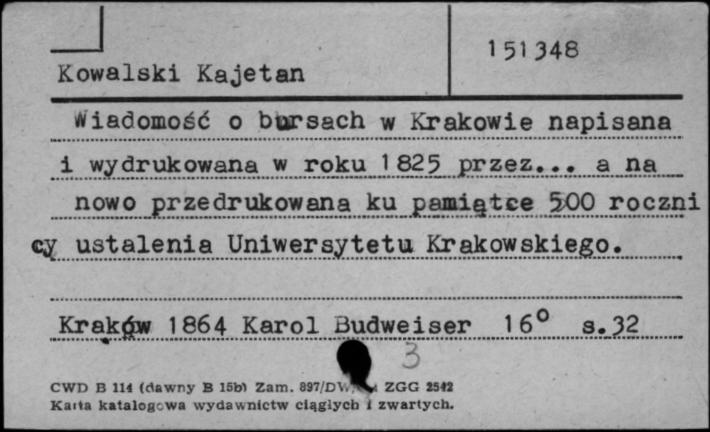 151348
Kowalski Kajetan
Wiadomość o bursach w Krakowie napisana
i wydrukowana w roku 1825 przez... a na
nowo przedrukowana ku pamiątce 500 roczni
cy ustalenia Uniwersytetu Krakowskiego.
Kraków 1864 Karol Budweiser 16° s.32
3
CWD B 114 (dawny B 15b) Zam. 897/DW ZGG 2542
Karta katalogowa wydawnictw ciągłych i zwartych.